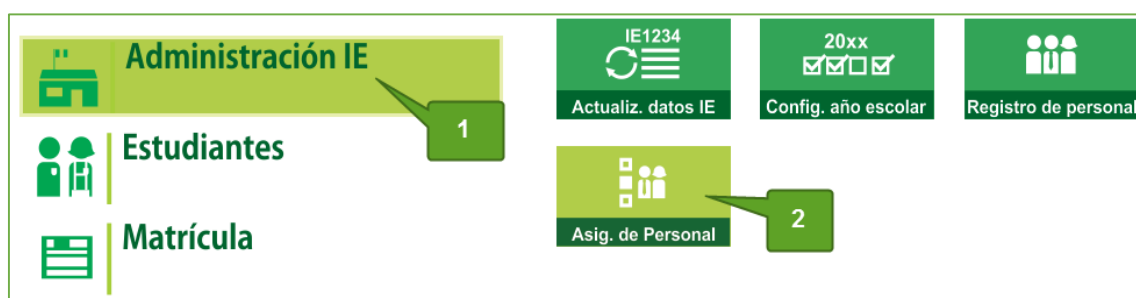 Administración IE
1
Estudiantes
Matrícula
IE1234
Actualiz. datos IE
20xx
Config. año escolar
Registro de personal
Asig. de Personal
2